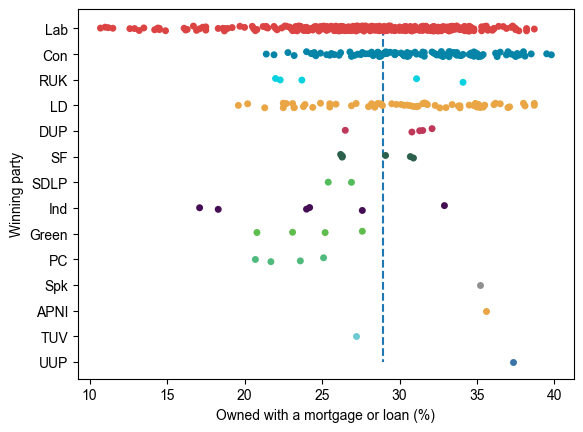 Winning party
Lab
Con
RUK
LD
DUP
SF
SDLP
Ind
Green
PC
Spk
APNI
TUV
UUP
10 15 20 25 30 35 40
Owned with a mortgage or loan (%)